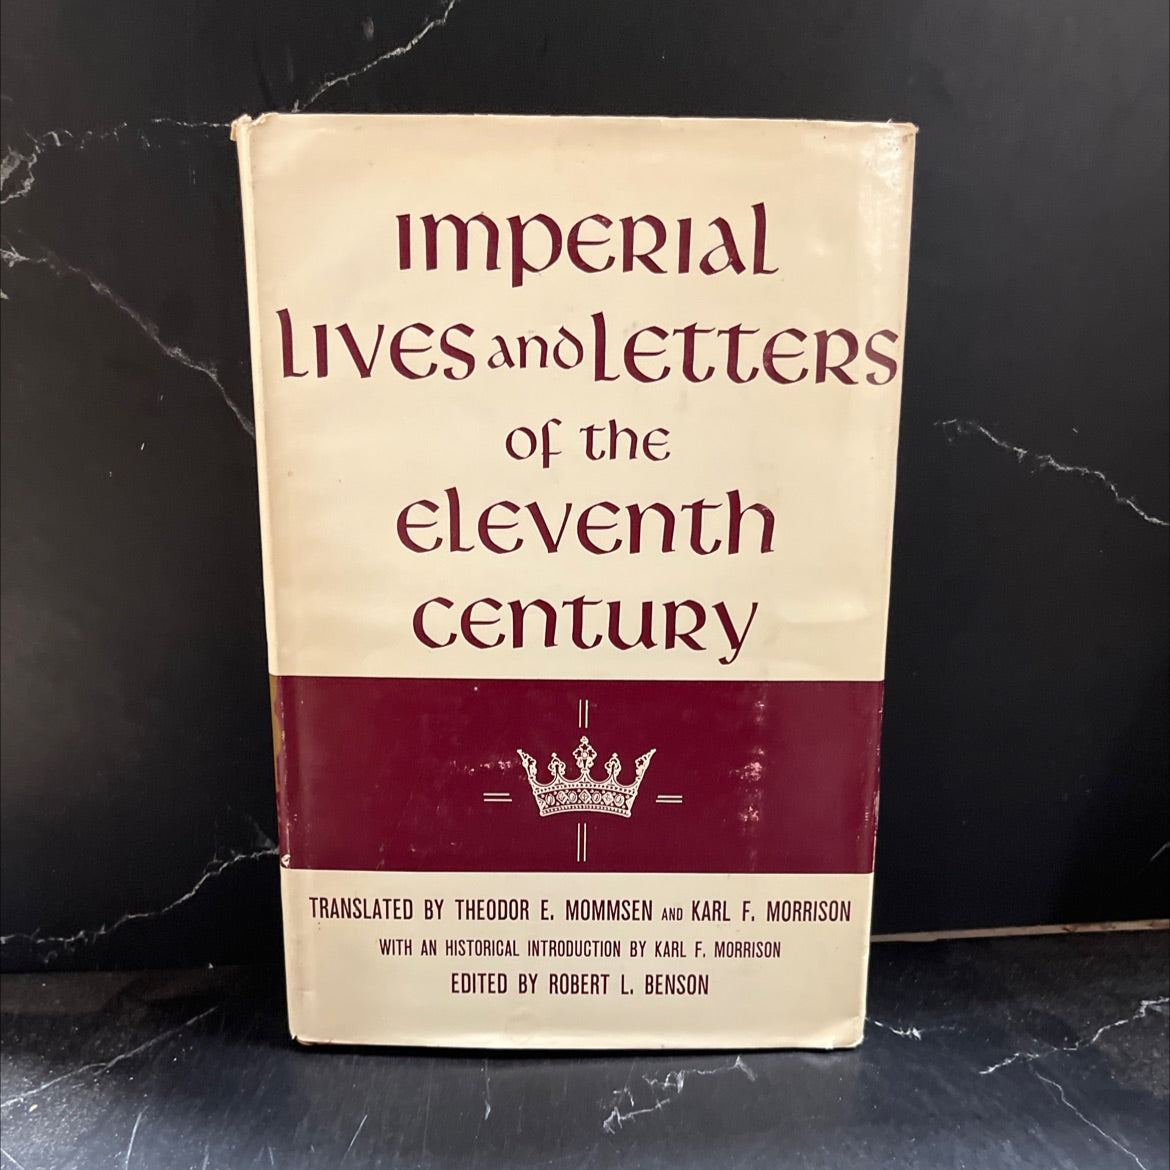 Imperial
Lives and Letters
of the
Eleventh
Century
TRANSLATED BY THEODOR E. MOMMSEN AND KARL F. MORRISON
WITH AN HISTORICAL INTRODUCTION BY KARL F. MORRISON
EDITED BY ROBERT L. BENSON